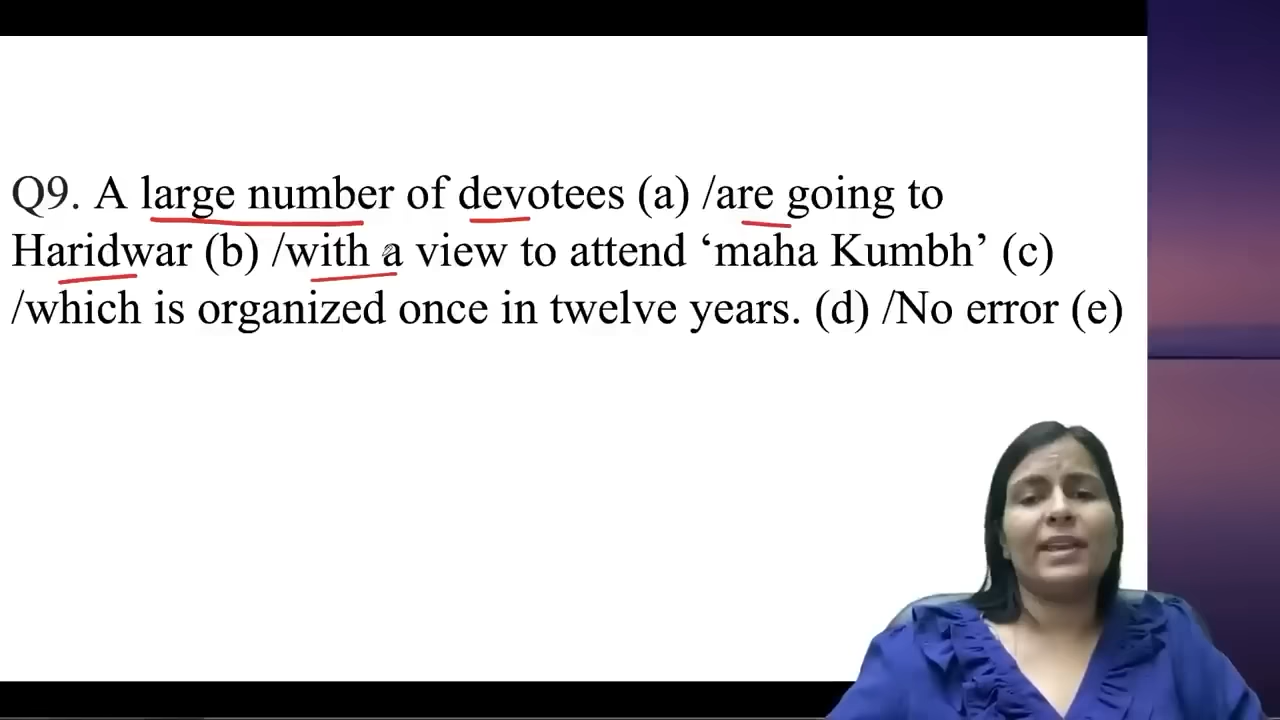 Q9. A large number of devotees (a) /are going to
Haridwar (b) /with a view to attend ‘maha Kumbh’ (c)
/which is organized once in twelve years. (d) /No error (e)